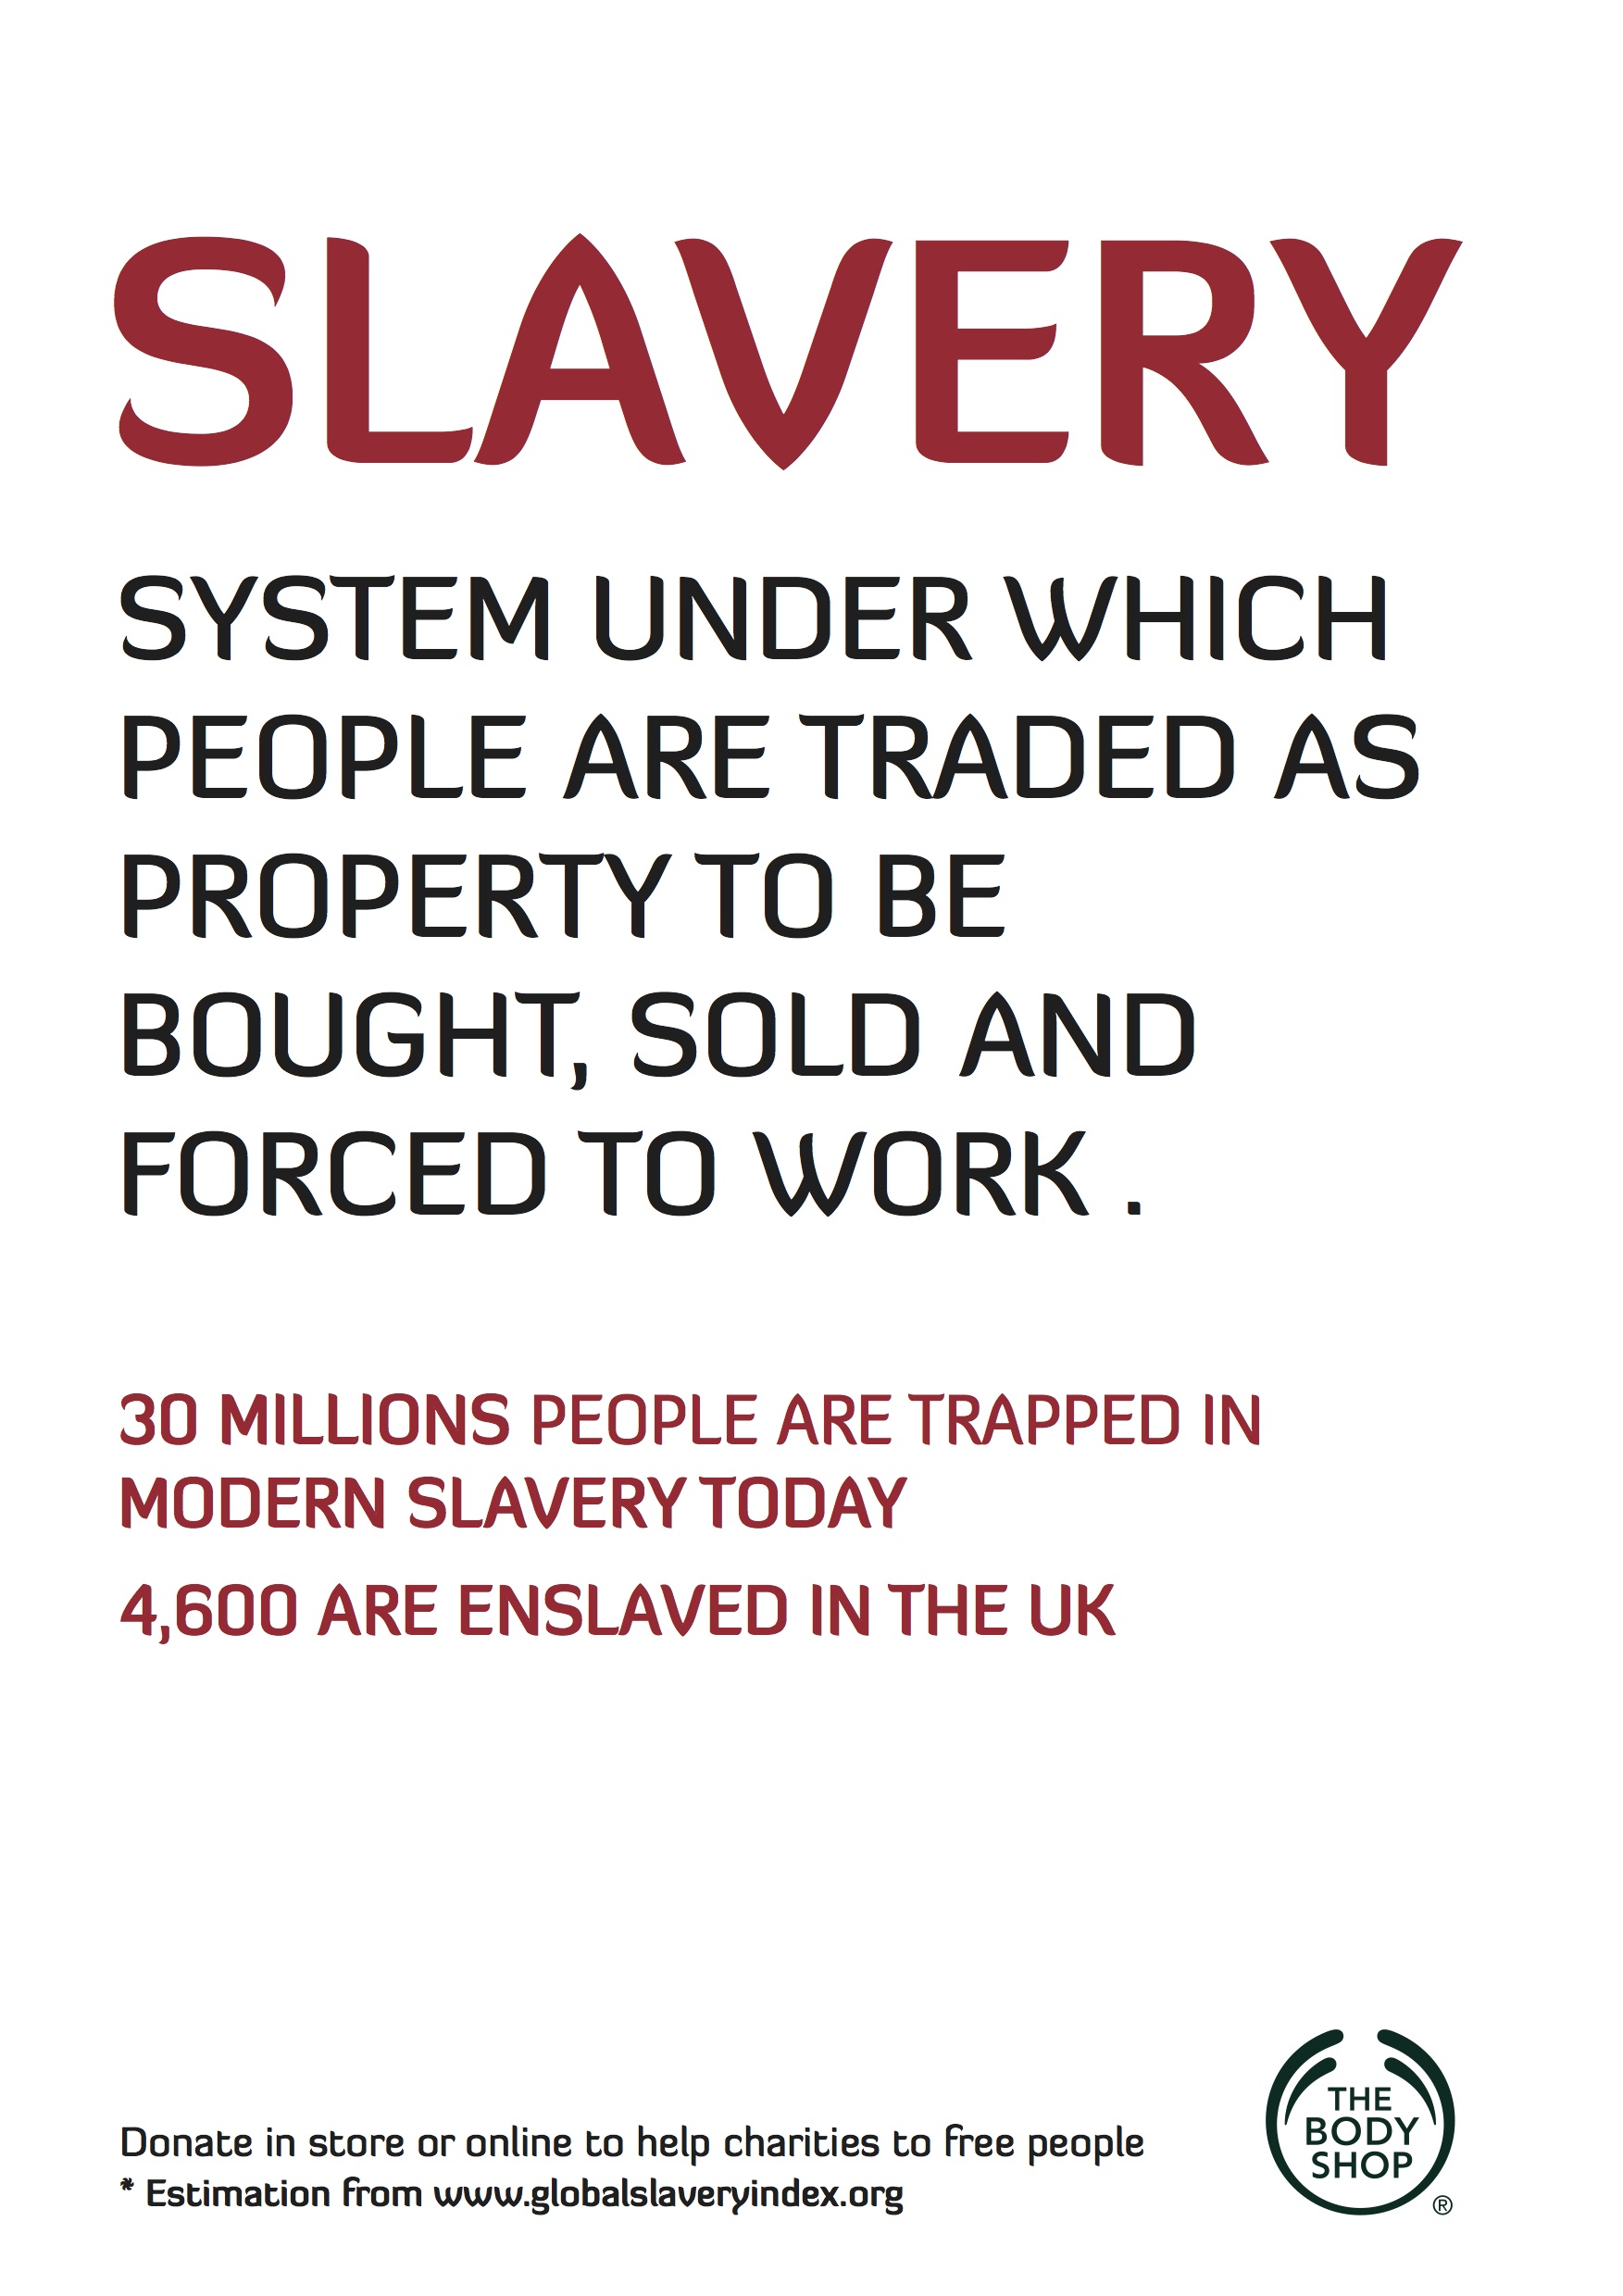 SLAVERY
SYSTEM UNDER WHICH
PEOPLE ARE TRADED AS
PROPERTY TO BE
BOUGHT, SOLD AND
FORCED TO WORK .
30 MILLIONS PEOPLE ARE TRAPPED IN
MODERN SLAVERY TODAY
4,600 ARE ENSLAVED IN THE UK
Donate in store or online to help charities to free people
* Estimation from www.globalslaveryindex.org
THE
BODY
SHOP
®